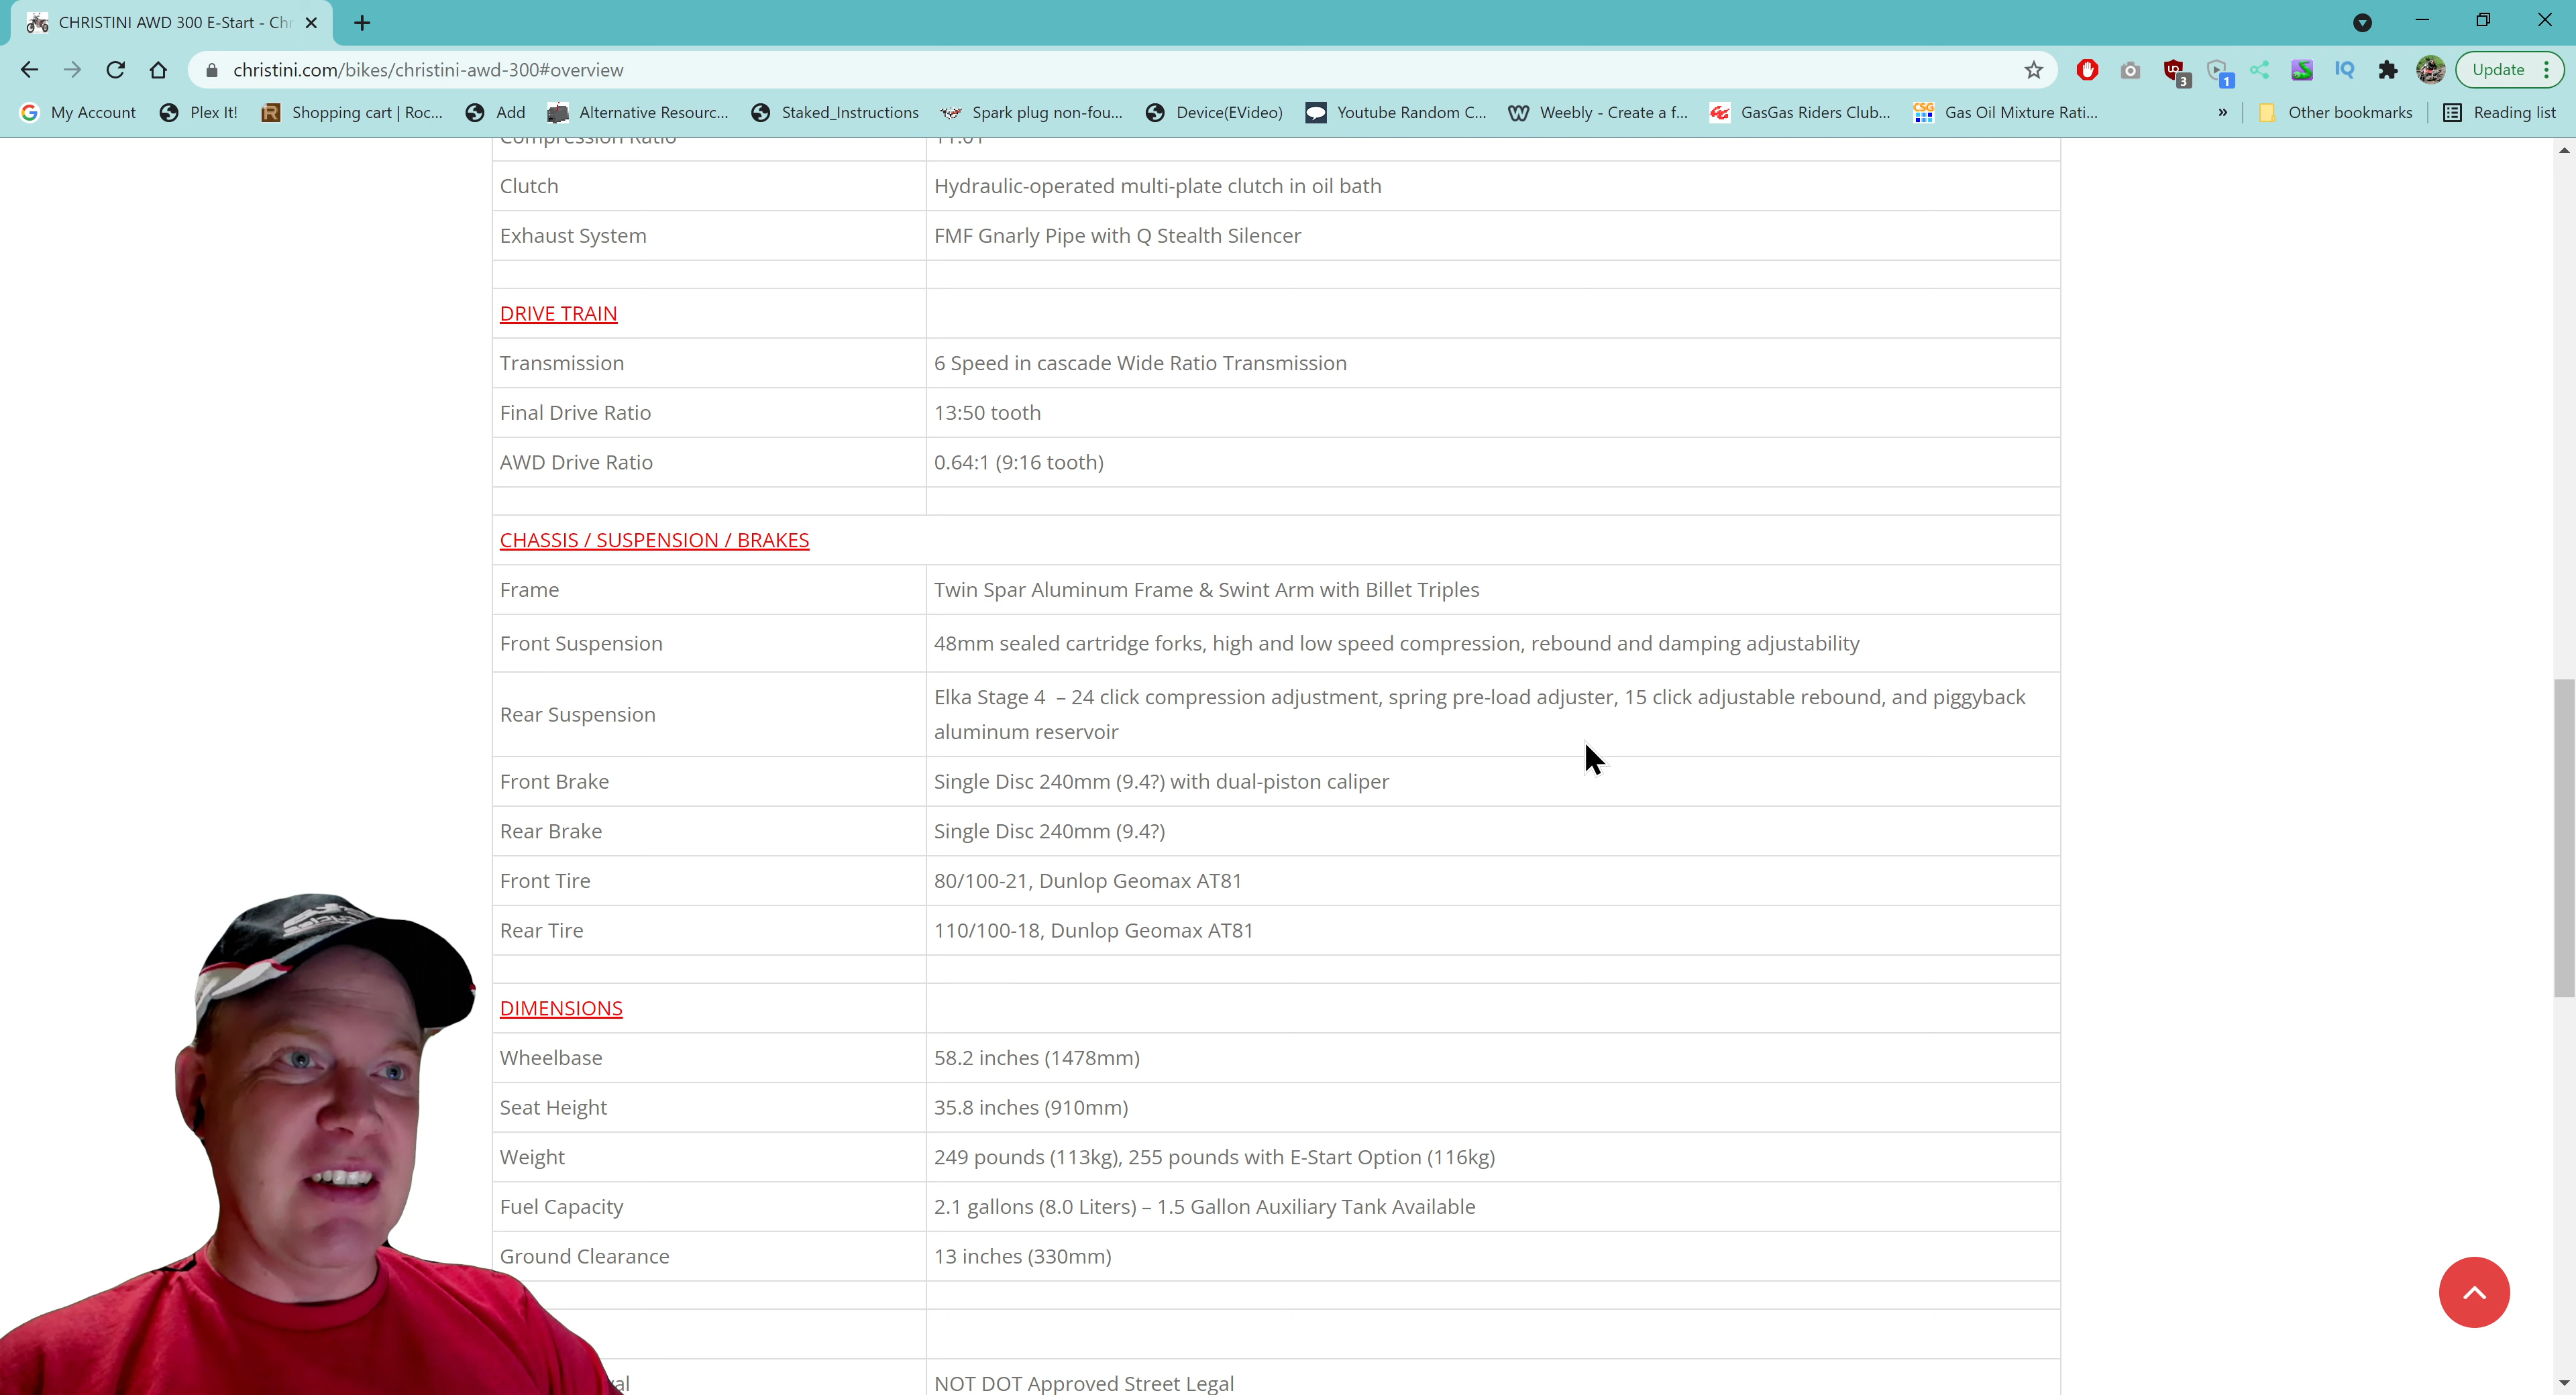 CHRISTINI AWD 300 E-Start - Chr
christini.com/bikes/christini-awd-300#overview
3
1
IQ
Update
My Account
Plex It!
Shopping cart | Roc...
Add
Alternative Resourc...
Staked_Instructions
Spark plug non-fou...
Device(EVideo)
Youtube Random C...
Weebly - Create a f...
GasGas Riders Club...
CSG
Gas Oil Mixture Rati...
»
Other bookmarks
Reading list
Compression Ratio
Clutch Hydraulic-operated multi-plate clutch in oil bath
Exhaust System FMF Gnarly Pipe with Q Stealth Silencer
DRIVE TRAIN
Transmission 6 Speed in cascade Wide Ratio Transmission
Final Drive Ratio 13:50 tooth
AWD Drive Ratio 0.64:1 (9:16 tooth)
CHASSIS / SUSPENSION / BRAKES
Frame Twin Spar Aluminum Frame & Swint Arm with Billet Triples
Front Suspension 48mm sealed cartridge forks, high and low speed compression, rebound and damping adjustability
Rear Suspension Elka Stage 4 – 24 click compression adjustment, spring pre-load adjuster, 15 click adjustable rebound, and piggyback
aluminum reservoir
Front Brake Single Disc 240mm (9.4?) with dual-piston caliper
Rear Brake Single Disc 240mm (9.4?)
Front Tire 80/100-21, Dunlop Geomax AT81
Rear Tire 110/100-18, Dunlop Geomax AT81
DIMENSIONS
Wheelbase 58.2 inches (1478mm)
Seat Height 35.8 inches (910mm)
Weight 249 pounds (113kg), 255 pounds with E-Start Option (116kg)
Fuel Capacity 2.1 gallons (8.0 Liters) – 1.5 Gallon Auxiliary Tank Available
Ground Clearance 13 inches (330mm)
NOT DOT Approved Street Legal